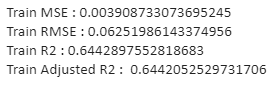 Train MSE : 0.003908733073695245
Train RMSE : 0.06251986143374956
Train R2 : 0.6442897552818683
Train Adjusted R2 :  0.6442052529731706